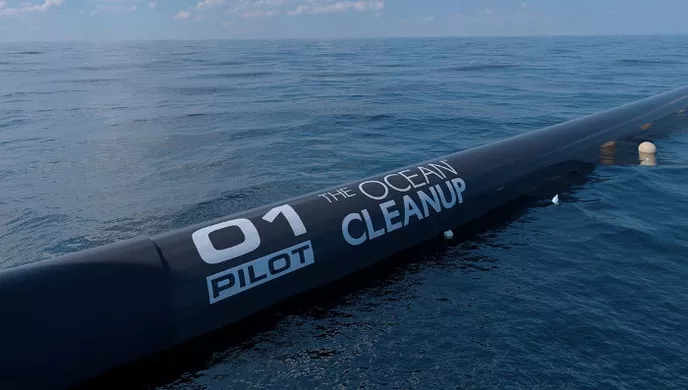 01
PILOT
THE OCEAN
CLEANUP